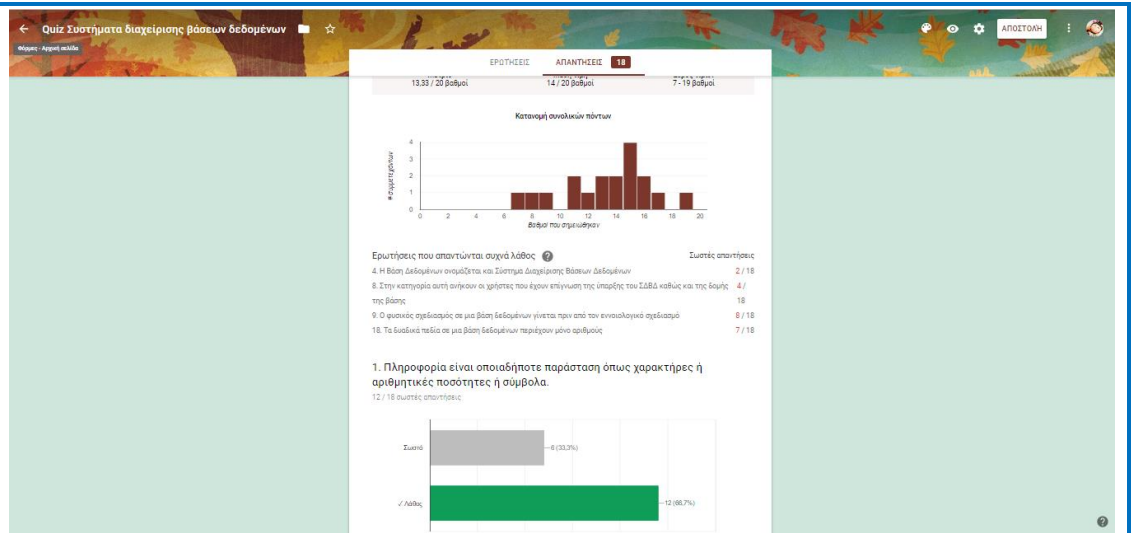 Quiz Συστήματα διαχείρισης βάσεων δεδομένων
ΑΠΟΣΤΟΛΉ
Φόρμες - Αρχική σελίδα
ΕΡΩΤΗΣΕΙΣ ΑΠΑΝΤΗΣΕΙΣ 18
13,33 / 20 βαθμοί 14 / 20 βαθμοί 7 - 19 βαθμοί
Κατανομή συνολικών πόντων
# συμμετεχόντων
4
3
2
1
0
0 2 4 6 8 10 12 14 16 18 20
Βαθμοί που σημειώθηκαν
Ερωτήσεις που απαντώνται συχνά λάθος Σωστές απαντήσεις
4. Η Βάση Δεδομένων ονομάζεται και Σύστημα Διαχείρισης Βάσεων Δεδομένων 2 / 18
8. Στην κατηγορία αυτή ανήκουν οι χρήστες που έχουν επίγνωση της ύπαρξης του ΣΔΒΔ καθώς και της δομής 4 /
της βάσης 18
9. Ο φυσικός σχεδιασμός σε μια βάση δεδομένων γίνεται πριν από τον εννοιολογικό σχεδιασμό 8 / 18
18. Τα δυαδικά πεδία σε μια βάση δεδομένων περιέχουν μόνο αριθμούς 7 / 18
1. Πληροφορία είναι οποιαδήποτε παράσταση όπως χαρακτήρες ή
αριθμητικές ποσότητες ή σύμβολα.
12 / 18 σωστές απαντήσεις
Σωστό 6 (33,3%)
✓ Λάθος 12 (66,7%)